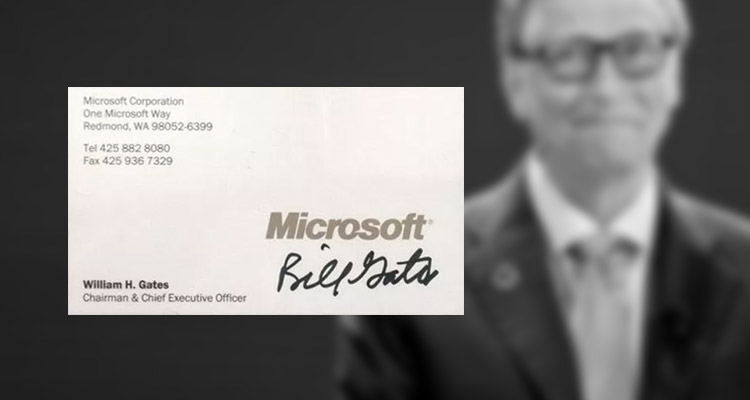 Microsoft Corporation
One Microsoft Way
Redmond, WA 98052-6399
Tel 425 882 8080
Fax 425 936 7329
Microsoft®
Bill Gates
William H. Gates
Chairman & Chief Executive Officer